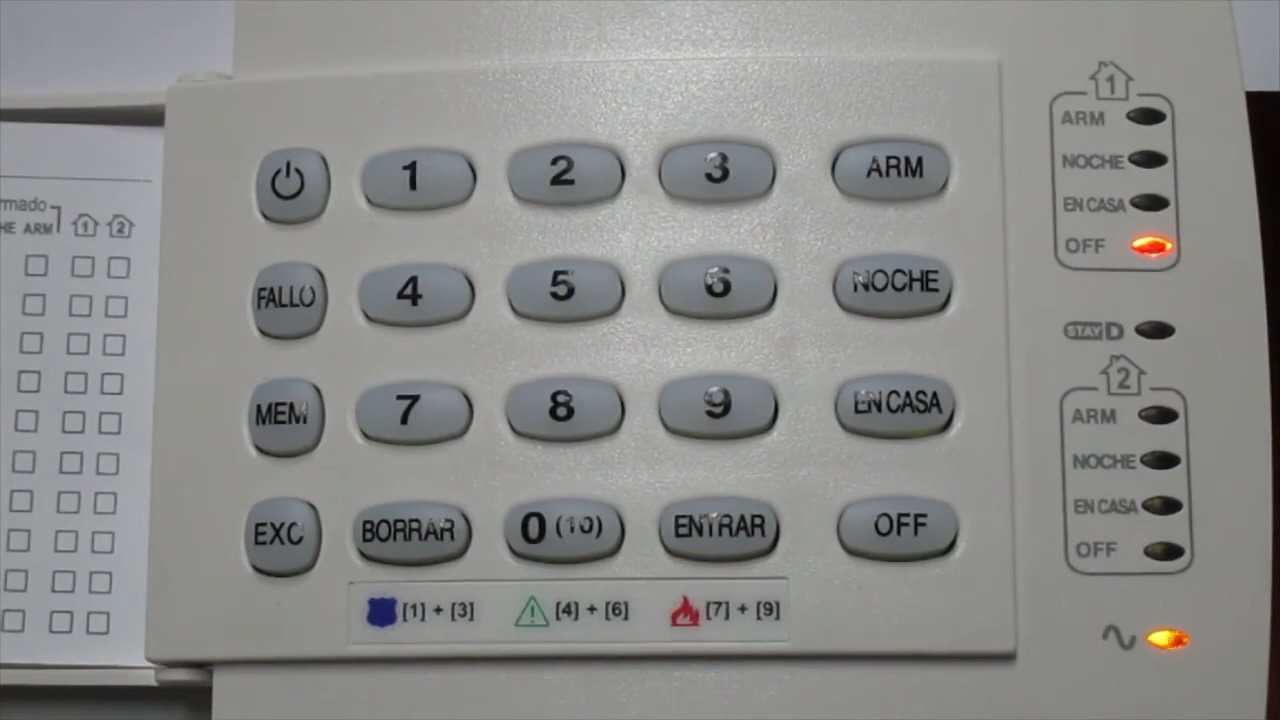 rmado
HE ARM 1 2
1 2 3 ARM
FALLO 4 5 6 NOCHE
MEM 7 8 9 EN CASA
EXC BORRAR 0 (10) ENTRAR OFF
[1] + [3] [4] + [6] [7] + [9]
1
ARM
NOCHE
EN CASA
OFF
STAY D
2
ARM
NOCHE
EN CASA
OFF